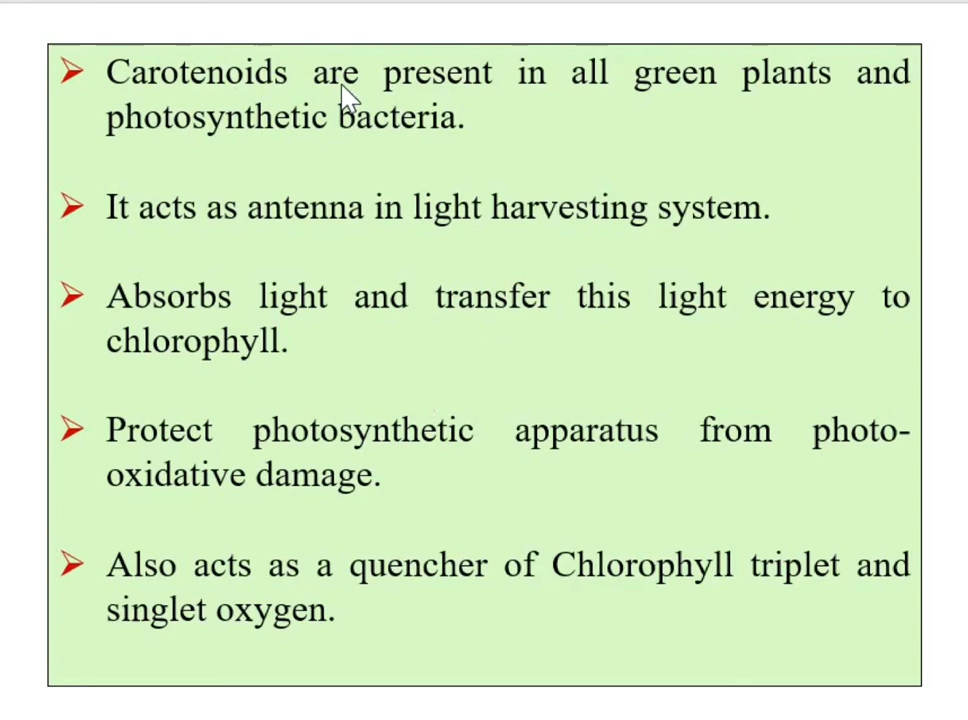 Carotenoids are present in all green plants and
photosynthetic bacteria.
It acts as antenna in light harvesting system.
Absorbs light and transfer this light energy to
chlorophyll.
Protect photosynthetic apparatus from photo-
oxidative damage.
Also acts as a quencher of Chlorophyll triplet and
singlet oxygen.